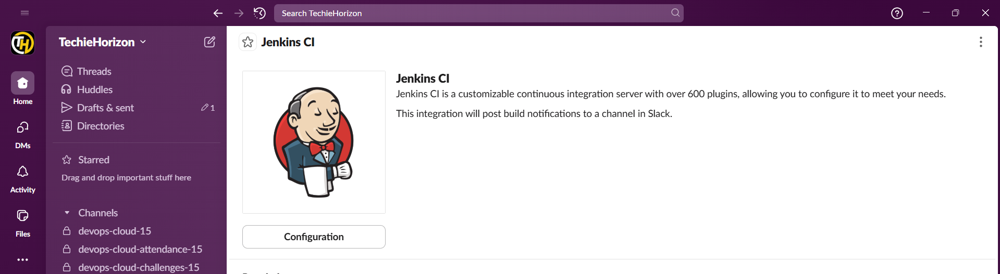 Search TechieHorizon
TH
TechieHorizon
Threads
Huddles
Drafts & sent 1
Directories
Starred
Drag and drop important stuff here
Channels
devops-cloud-15
devops-cloud-attendance-15
devops-cloud-challenges-15
Home
DMs
Activity
Files
Jenkins CI
Jenkins CI
Jenkins CI is a customizable continuous integration server with over 600 plugins, allowing you to configure it to meet your needs.
This integration will post build notifications to a channel in Slack.
Configuration